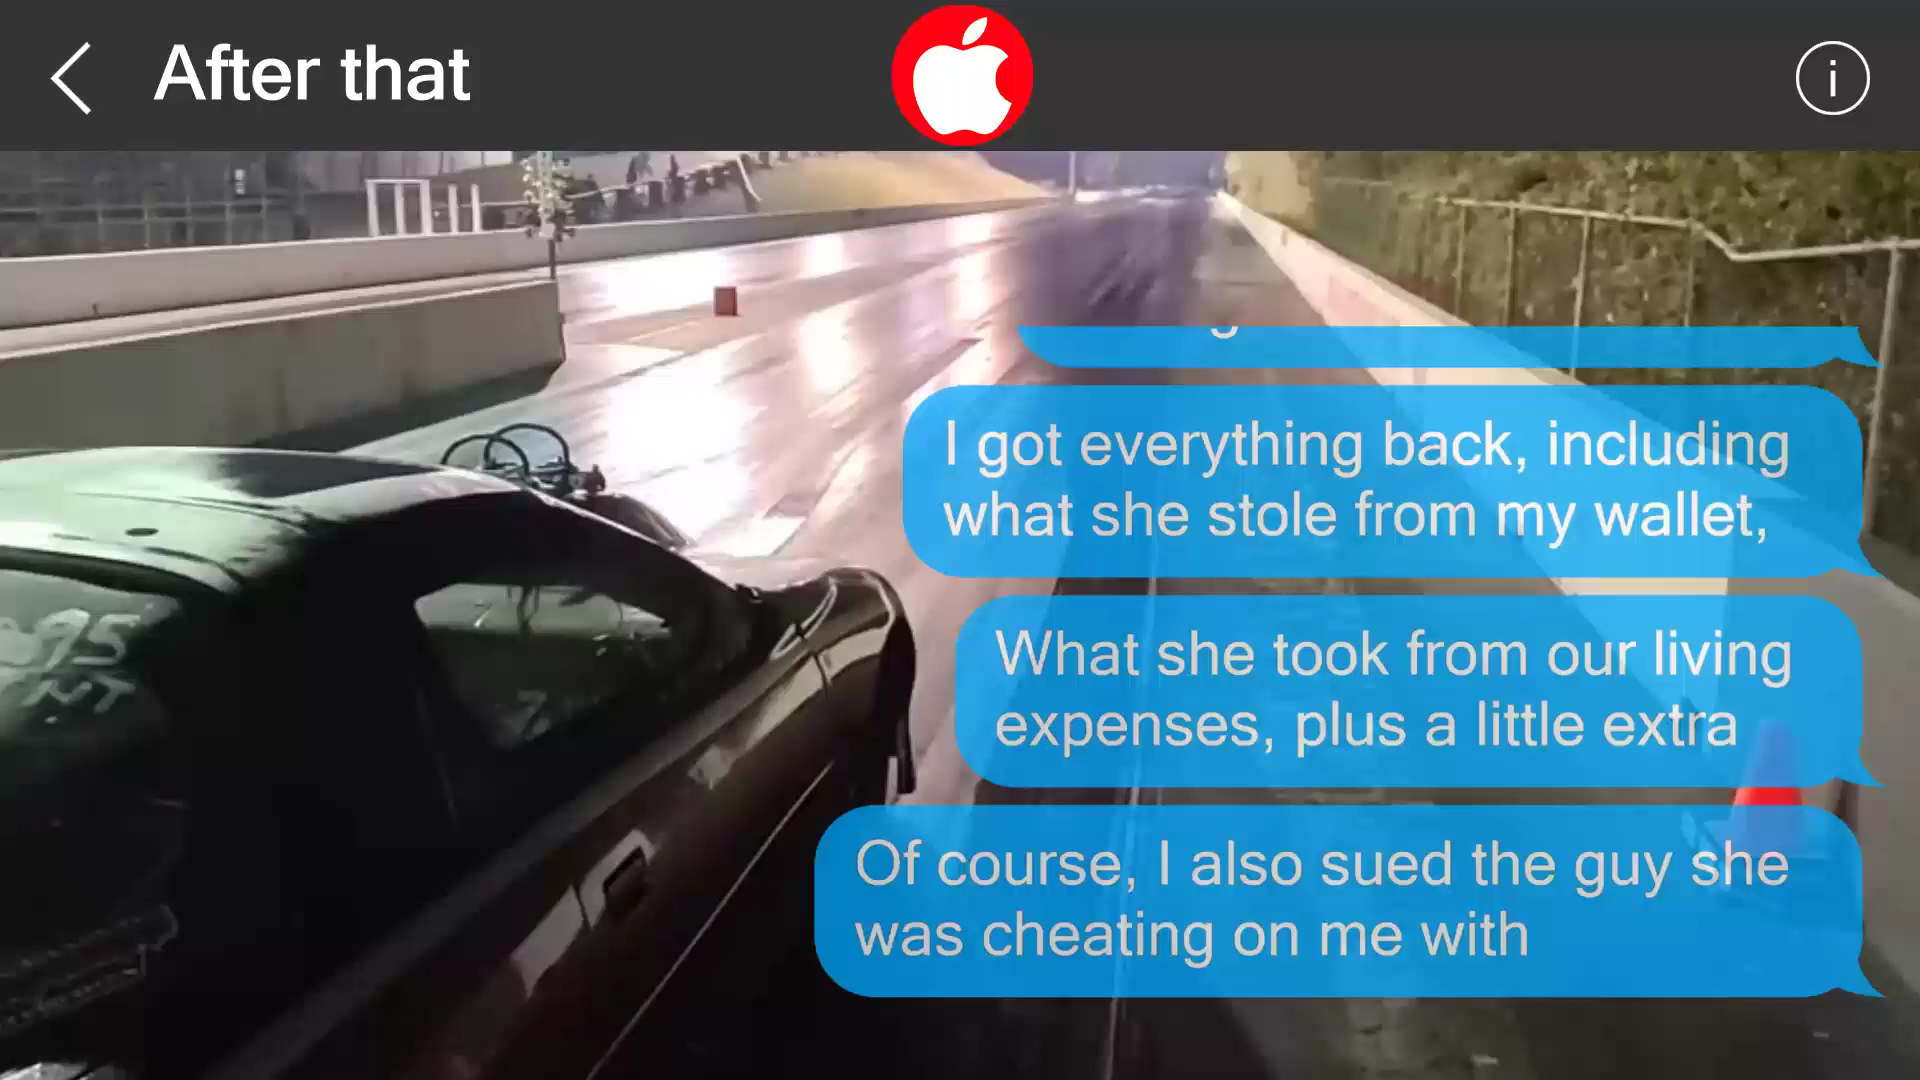 After that
I got everything back, including
what she stole from my wallet,
What she took from our living
expenses, plus a little extra
Of course, I also sued the guy she
was cheating on me with